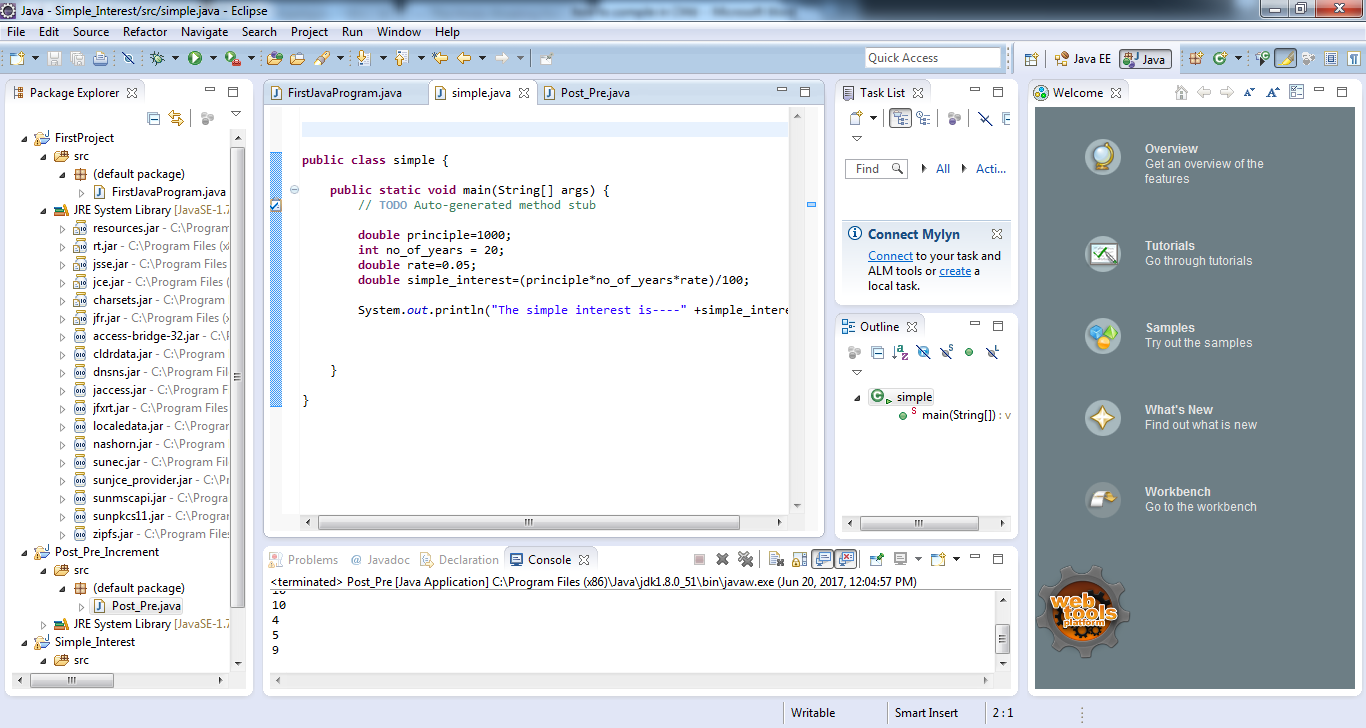 Java - Simple_Interest/src/simple.java - Eclipse
File Edit Source Refactor Navigate Search Project Run Window Help
Quick Access
Java EE
Java
Package Explorer
FirstProject
src
(default package)
FirstJavaProgram.java
JRE System Library [JavaSE-1.7
resources.jar - C:\Program
rt.jar - C:\Program Files (x
jsse.jar - C:\Program Files
jce.jar - C:\Program Files (
charsets.jar - C:\Program
jfr.jar - C:\Program Files
access-bridge-32.jar - C:\
cldrdata.jar - C:\Program
dnsns.jar - C:\Program Fil
jaccess.jar - C:\Program F
jfxrt.jar - C:\Program Files
localedata.jar - C:\Progra
nashorn.jar - C:\Program
sunec.jar - C:\Program Fil
sunjce_provider.jar - C:\P
sunmscapi.jar - C:\Progra
sunpkcs11.jar - C:\Progra
zipfs.jar - C:\Program Files
Post_Pre_Increment
src
(default package)
Post_Pre.java
JRE System Library [JavaSE-1.7
Simple_Interest
src
FirstJavaProgram.java
simple.java
Post_Pre.java
public class simple {
public static void main(String[] args) {
// TODO Auto-generated method stub
double principle=1000;
int no_of_years = 20;
double rate=0.05;
double simple_interest=(principle*no_of_years*rate)/100;
System.out.println("The simple interest is----" +simple_intere
}
}
Problems @ Javadoc Declaration Console
<terminated> Post_Pre [Java Application] C:\Program Files (x86)\Java\jdk1.8.0_51\bin\javaw.exe (Jun 20, 2017, 12:04:57 PM)
10
4
5
9
Task List
Find
All
Acti...
Connect Mylyn
Connect to your task and
ALM tools or create a
local task.
Outline
simple
main(String[]) : v
Welcome
Overview
Get an overview of the
features
Tutorials
Go through tutorials
Samples
Try out the samples
What's New
Find out what is new
Workbench
Go to the workbench
web
tools
platform
Writable
Smart Insert
2 : 1